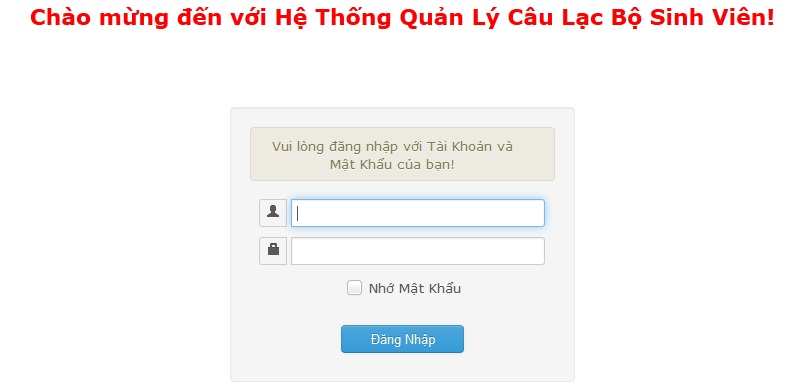 Chào mừng đến với Hệ Thống Quản Lý Câu Lạc Bộ Sinh Viên!
Vui lòng đăng nhập với Tài Khoản và
Mật Khẩu của bạn!
Nhớ Mật Khẩu
Đăng Nhập